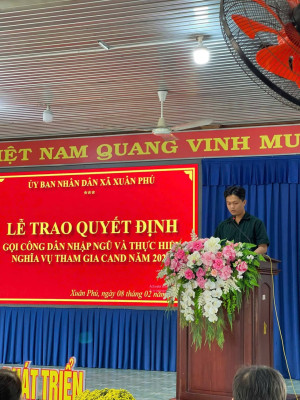 VIỆT NAM QUANG VINH MU
ỦY BAN NHÂN DÂN XÃ XUÂN PHÚ
***
LỄ TRAO QUYẾT ĐỊNH
GỌI CÔNG DÂN NHẬP NGŨ VÀ THỰC HIỆN
NGHĨA VỤ THAM GIA CAND NĂM 202
Xuân Phú, ngày 08 tháng 02 năm
PHÁT TRIỂN